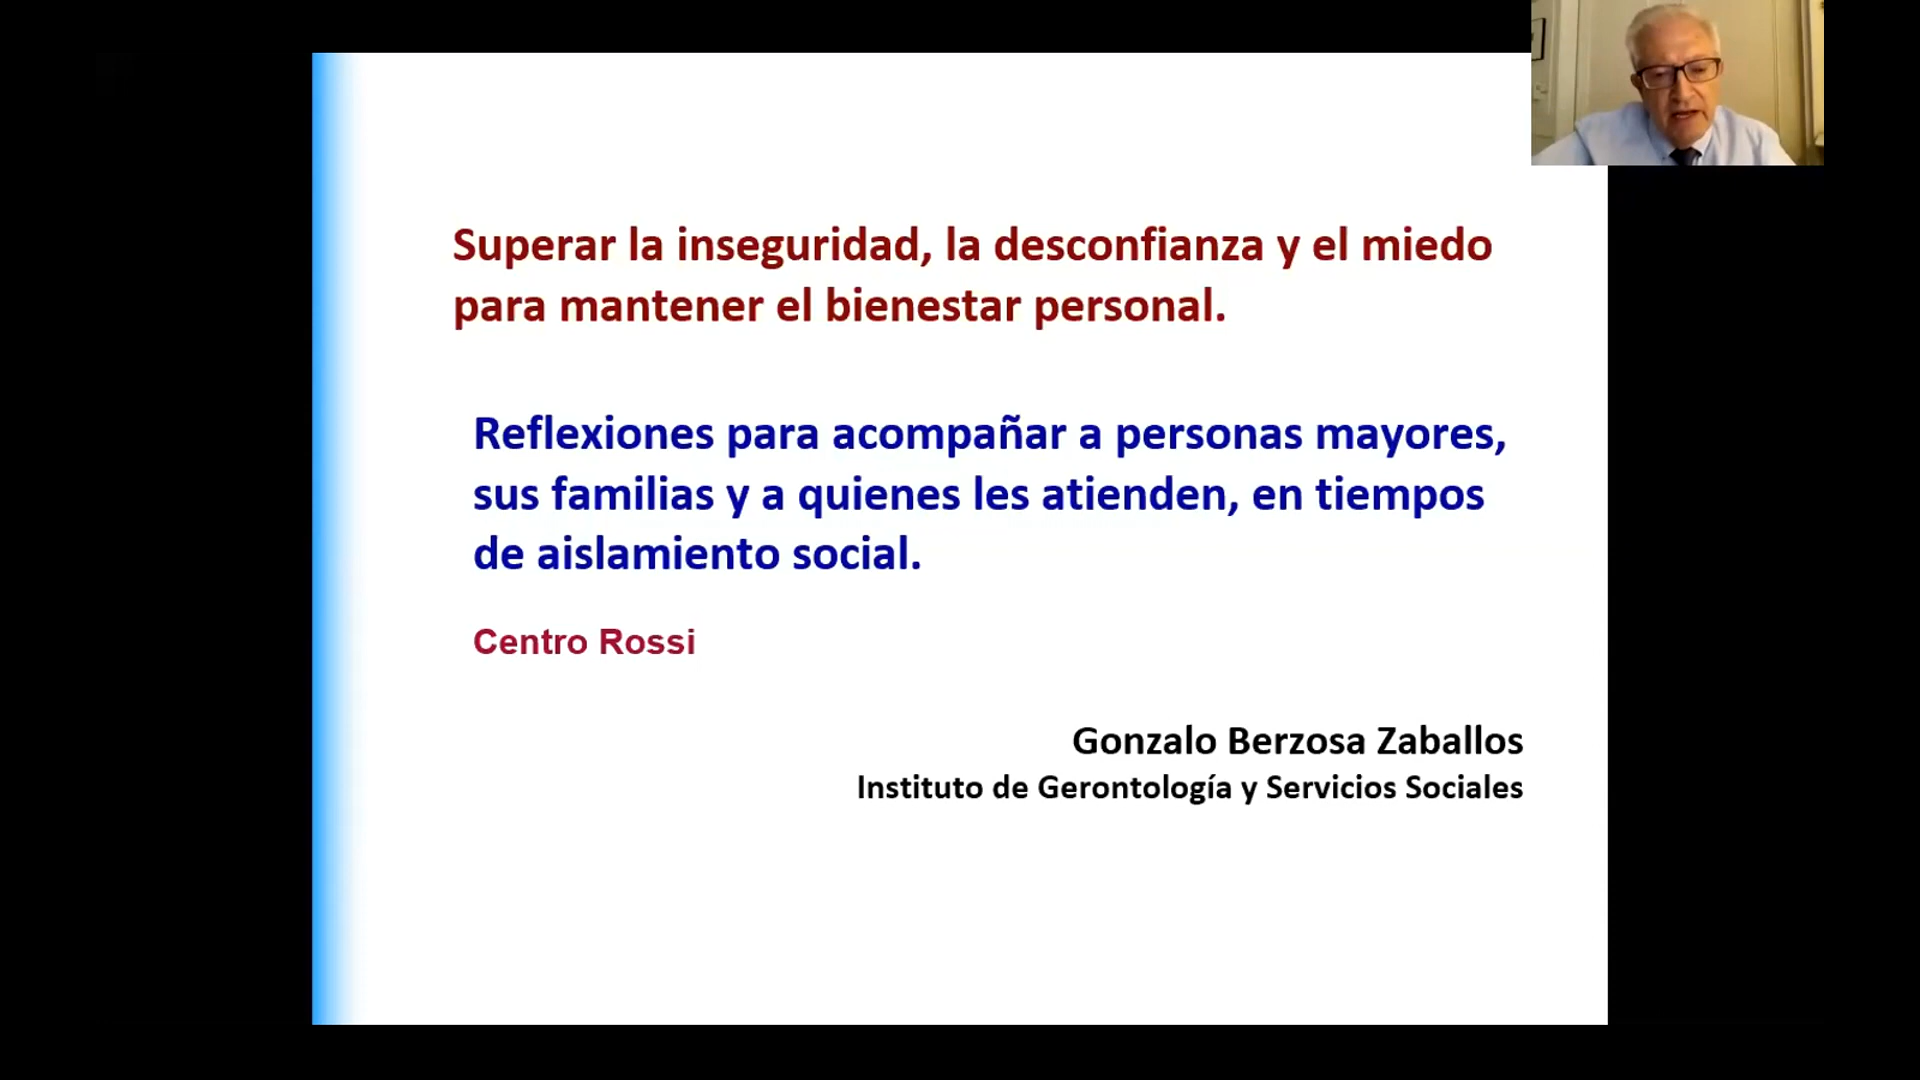 Superar la inseguridad, la desconfianza y el miedo
para mantener el bienestar personal.
Reflexiones para acompañar a personas mayores,
sus familias y a quienes les atienden, en tiempos
de aislamiento social.
Centro Rossi
Gonzalo Berzosa Zaballos
Instituto de Gerontología y Servicios Sociales